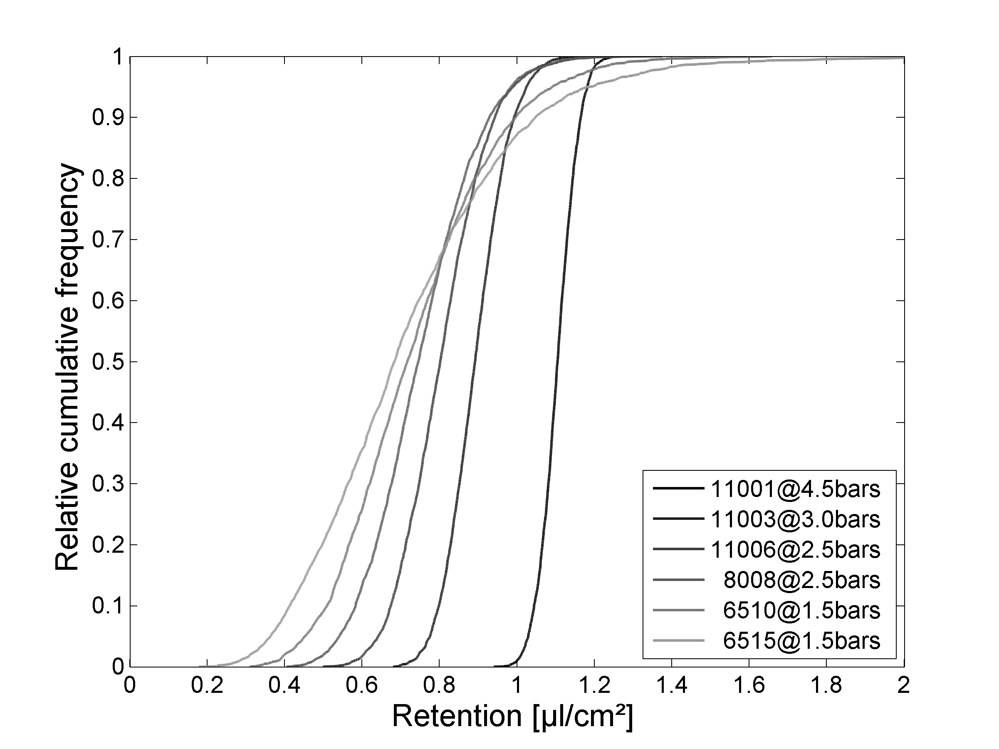 1
0.9
0.8
0.7
0.6
0.5
0.4
0.3
0.2
0.1
0
Relative cumulative frequency
0 0.2 0.4 0.6 0.8 1 1.2 1.4 1.6 1.8 2
Retention [µl/cm²]
11001@4.5bars
11003@3.0bars
11006@2.5bars
8008@2.5bars
6510@1.5bars
6515@1.5bars